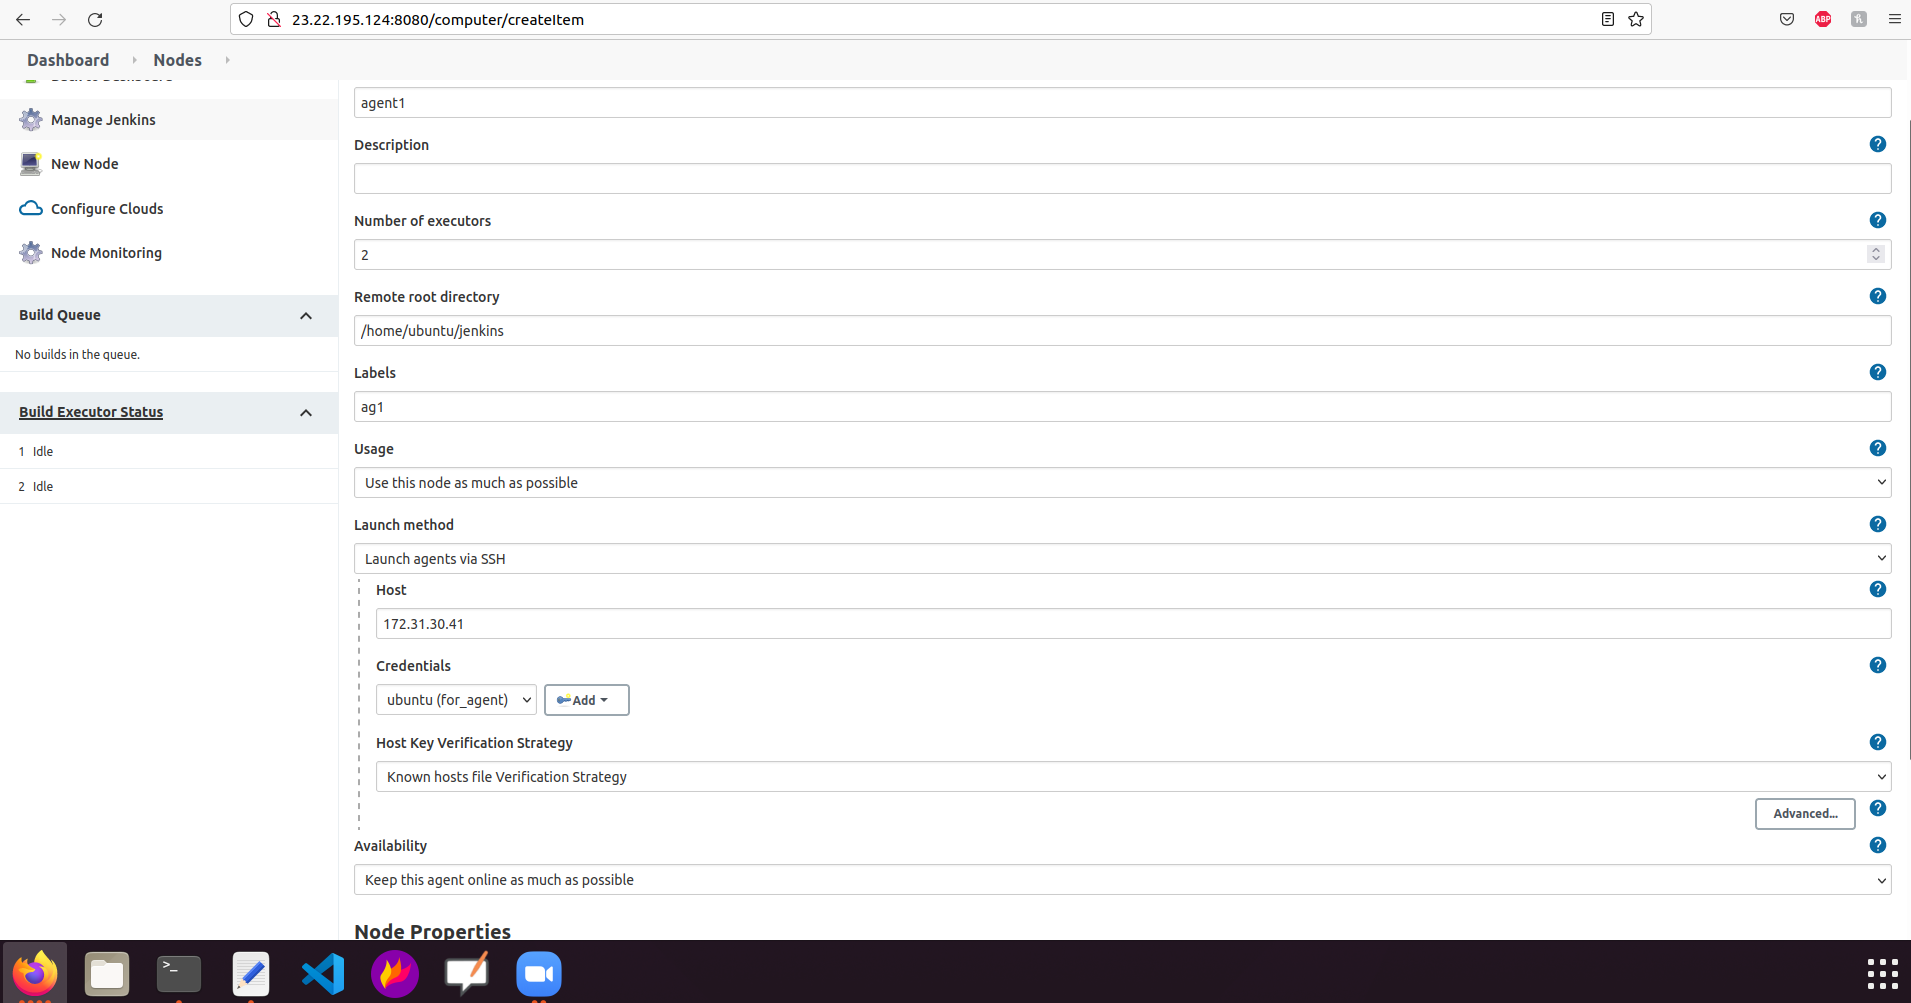 23.22.195.124:8080/computer/createItem
ABP
Dashboard
Nodes
Back to Dashboard
Manage Jenkins
New Node
Configure Clouds
Node Monitoring
Build Queue
No builds in the queue.
Build Executor Status
1 Idle
2 Idle
agent1
Description
?
Number of executors
?
2
Remote root directory
?
/home/ubuntu/jenkins
Labels
?
ag1
Usage
?
Use this node as much as possible
Launch method
?
Launch agents via SSH
Host
?
172.31.30.41
Credentials
?
ubuntu (for_agent)
Add
Host Key Verification Strategy
?
Known hosts file Verification Strategy
Advanced...
?
Availability
?
Keep this agent online as much as possible
Node Properties
>_